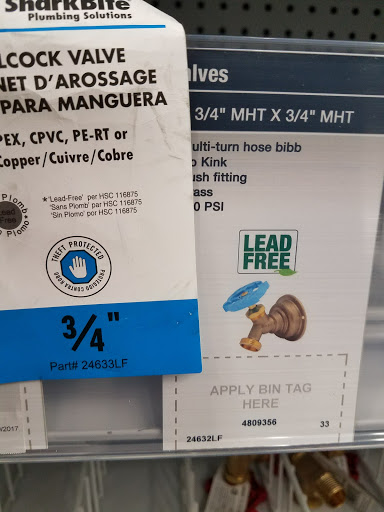 SharkBite
Plumbing Solutions
LCOCK VALVE
NET D'AROSSAGE
PARA MANGUERA
PEX, CPVC, PE-RT or
Copper/Cuivre/Cobre
*'Lead-Free' per HSC 116875
'Sans Plomb' par HSC 116875
'Sin Plomo' per HSC 116875
THEFT PROTECTED
3/4"
Part# 24633LF
alves
3/4" MHT X 3/4" MHT
ulti-turn hose bibb
o Kink
ush fitting
ass
0 PSI
LEAD
FREE
APPLY BIN TAG
HERE
4809356
33
24632LF
/2017